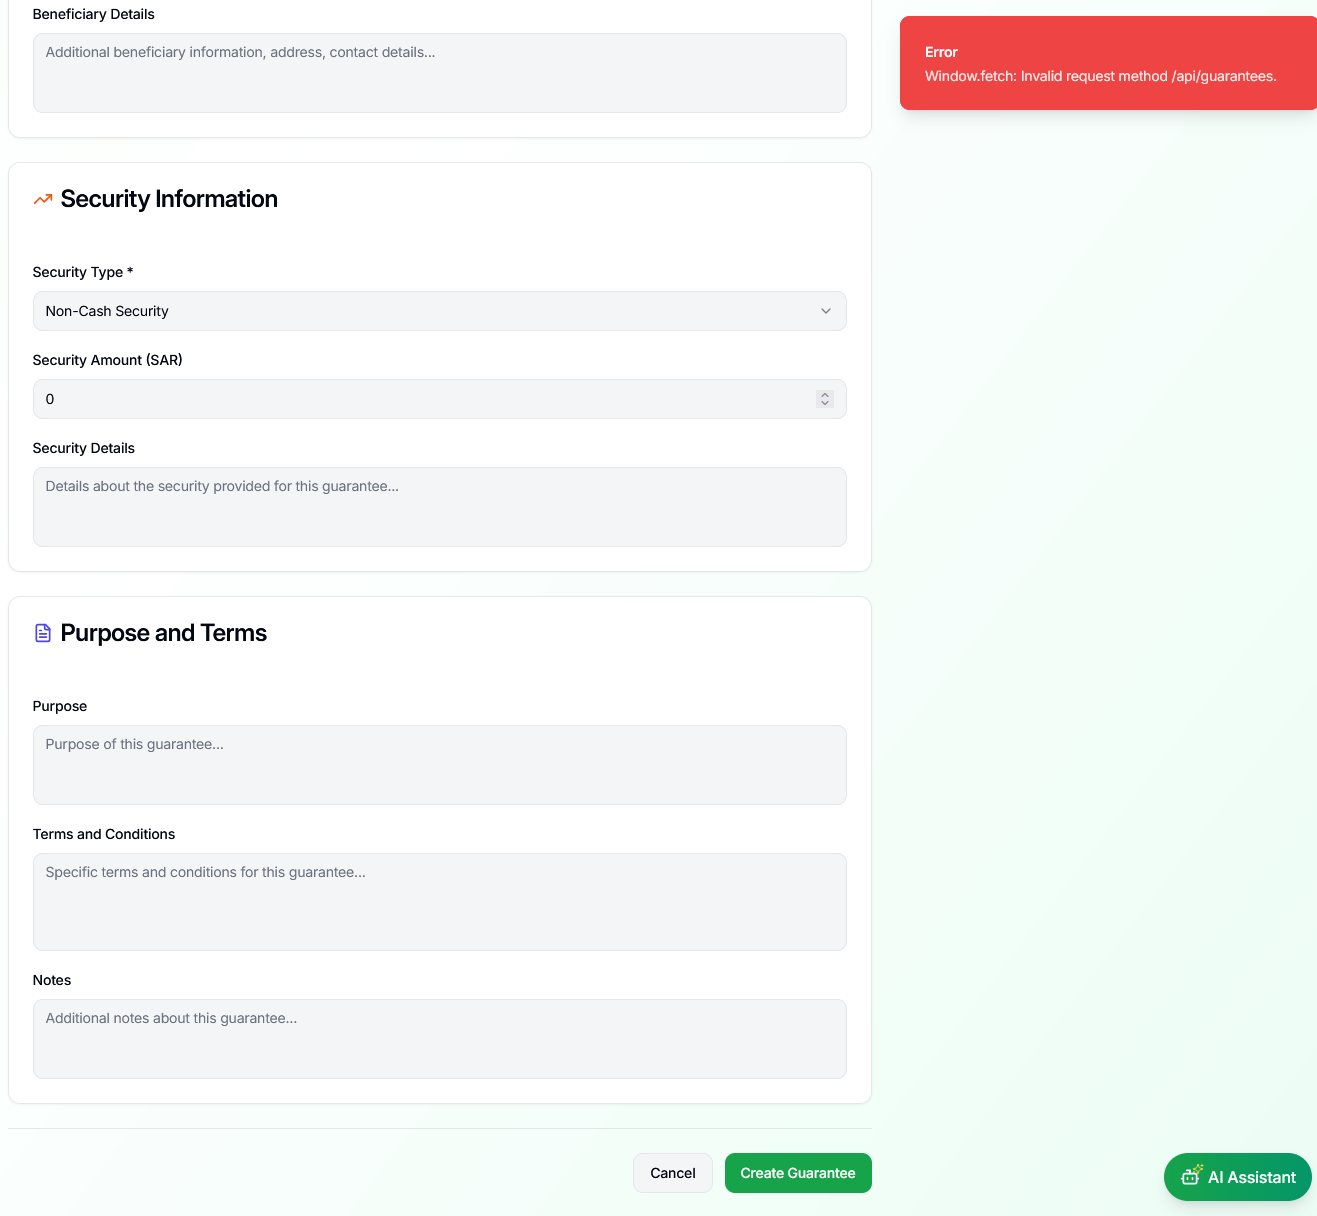 Beneficiary Details
Additional beneficiary information, address, contact details...
Error
Window.fetch: Invalid request method /api/guarantees.
Security Information
Security Type *
Non-Cash Security
Security Amount (SAR)
0
Security Details
Details about the security provided for this guarantee...
Purpose and Terms
Purpose
Purpose of this guarantee...
Terms and Conditions
Specific terms and conditions for this guarantee...
Notes
Additional notes about this guarantee...
Cancel
Create Guarantee
AI Assistant